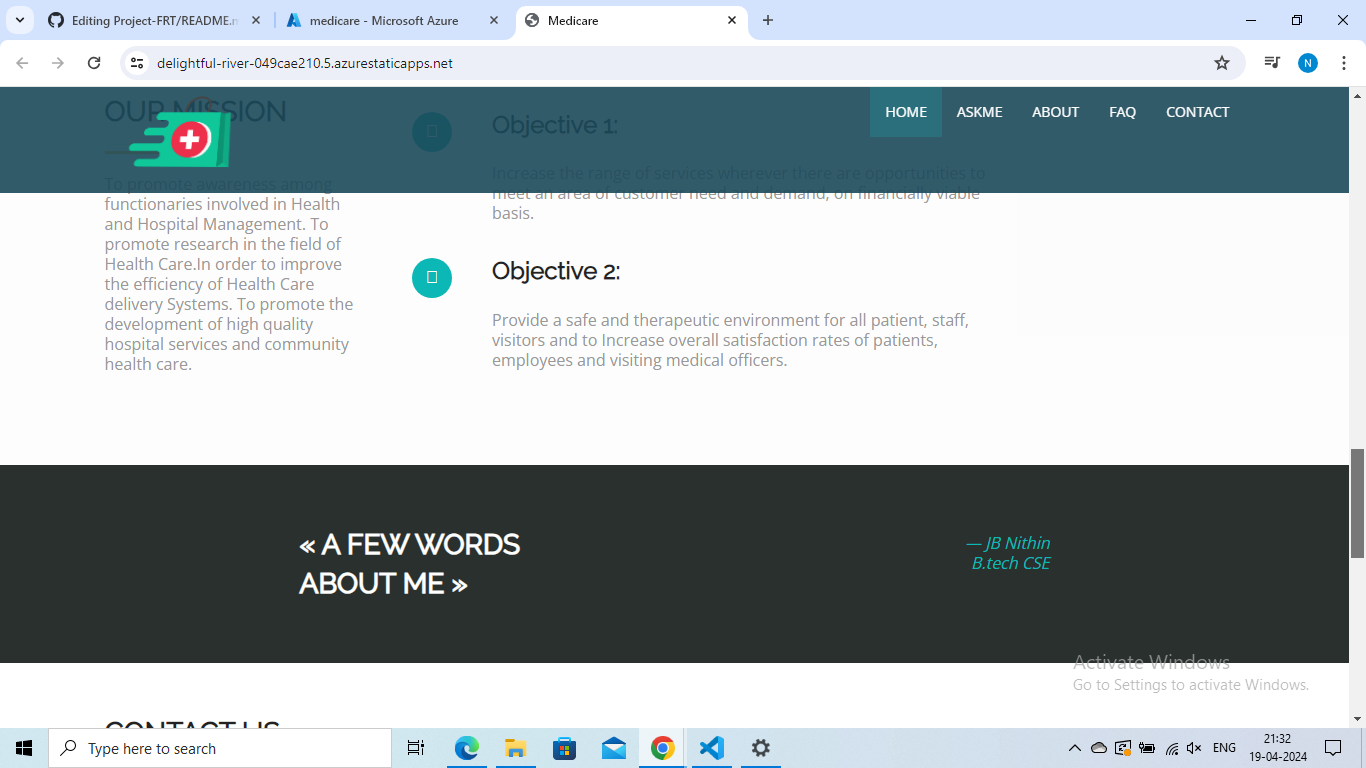 Editing Project-FRT/README.m
medicare - Microsoft Azure
Medicare
delightful-river-049cae210.5.azurestaticapps.net
N
HOME
ASKME
ABOUT
FAQ
CONTACT
OUR MISSION
To promote awareness among
functionaries involved in Health
and Hospital Management. To
promote research in the field of
Health Care.In order to improve
the efficiency of Health Care
delivery Systems. To promote the
development of high quality
hospital services and community
health care.
Objective 1:
Increase the range of services wherever there are opportunities to
meet an area of customer need and demand, on financially viable
basis.
Objective 2:
Provide a safe and therapeutic environment for all patient, staff,
visitors and to Increase overall satisfaction rates of patients,
employees and visiting medical officers.
« A FEW WORDS
ABOUT ME »
— JB Nithin
B.tech CSE
Activate Windows
Go to Settings to activate Windows.
CONTACT US
Type here to search
ENG
21:32
19-04-2024